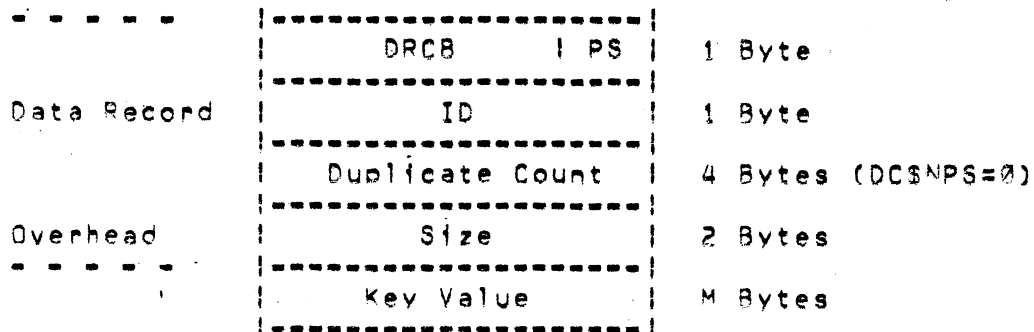 DRCB | PS | 1 Byte
Data Record | ID | 1 Byte
| Duplicate Count | 4 Bytes (DC$NPS=0)
Overhead | Size | 2 Bytes
| Key Value | M Bytes